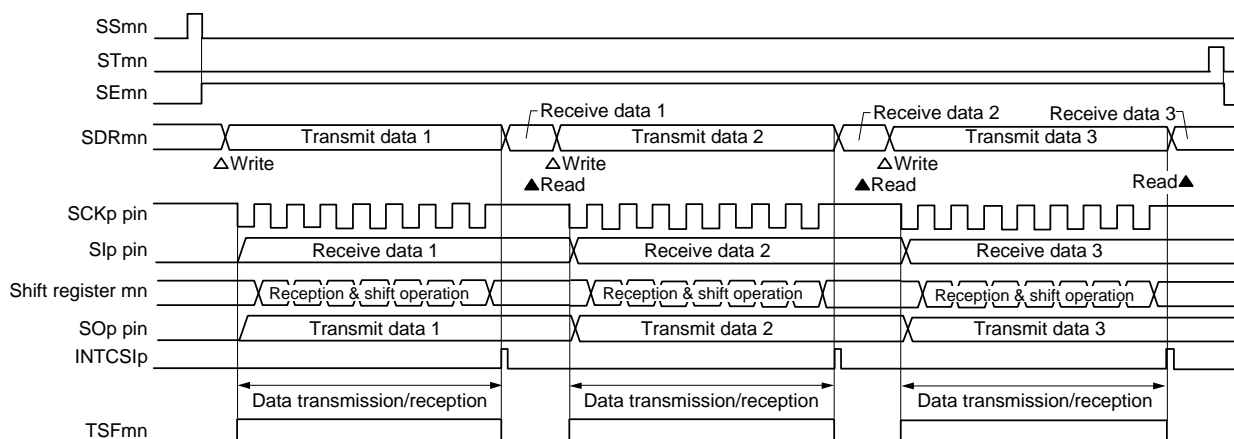 SSmn
STmn
SEmn
Receive data 1 Receive data 2 Receive data 3
SDRmn Transmit data 1 Transmit data 2 Transmit data 3
△Write △Write △Write
▲Read ▲Read Read▲
SCKp pin
SIp pin Receive data 1 Receive data 2 Receive data 3
Shift register mn Reception & shift operation Reception & shift operation Reception & shift operation
SOp pin Transmit data 1 Transmit data 2 Transmit data 3
INTCSIp
Data transmission/reception Data transmission/reception Data transmission/reception
TSFmn